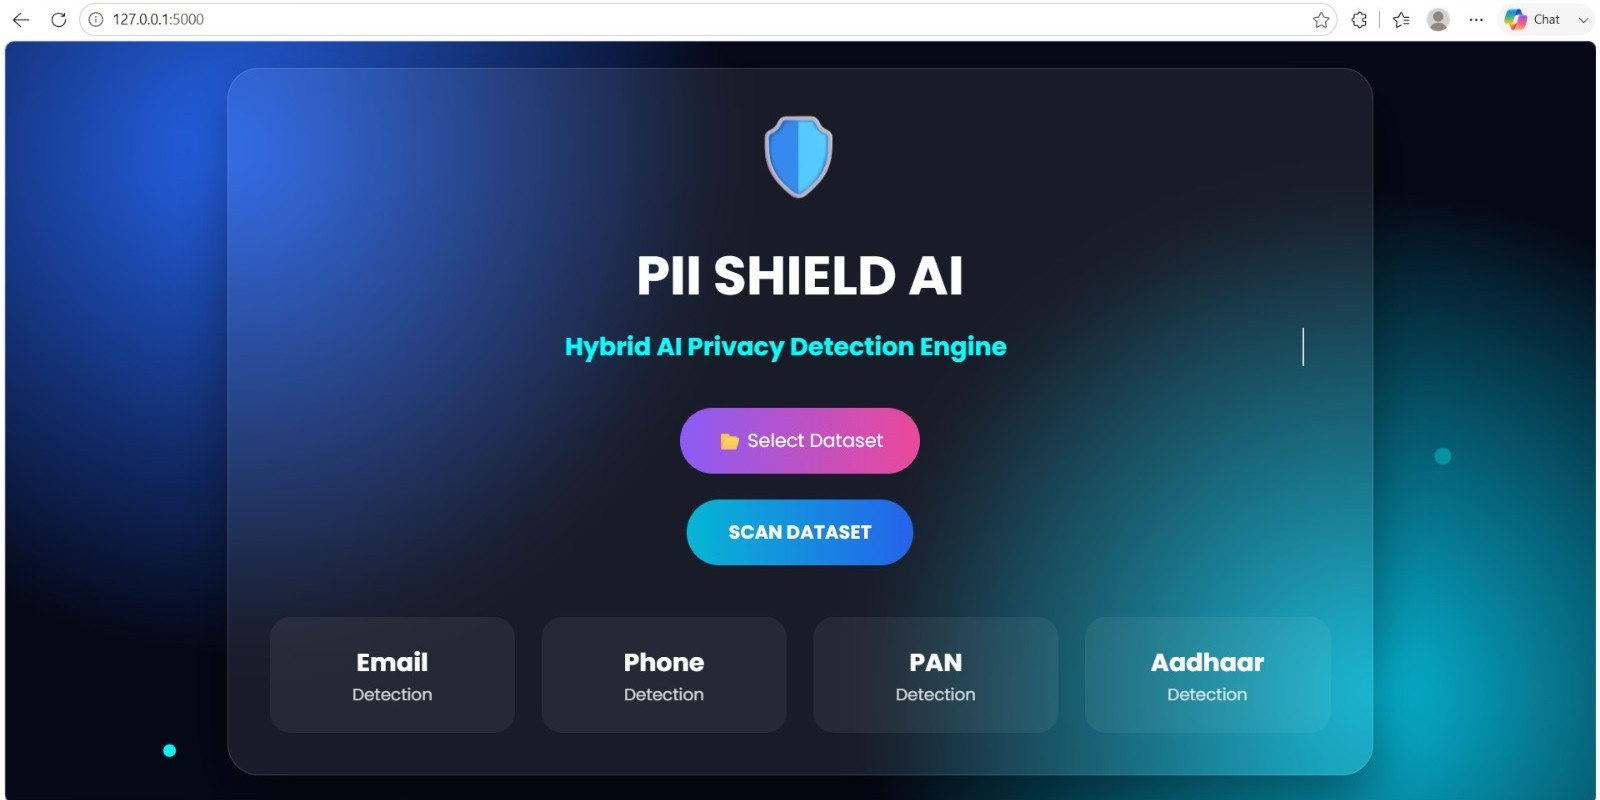 127.0.0.1:5000
Chat
PII SHIELD AI
Hybrid AI Privacy Detection Engine
Select Dataset
SCAN DATASET
Email
Detection
Phone
Detection
PAN
Detection
Aadhaar
Detection